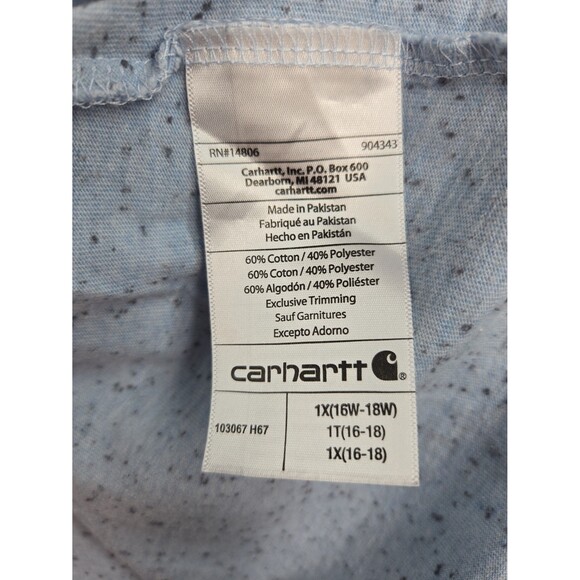 RN#14806 904343
Carhartt, Inc. P.O. Box 600
Dearborn, MI 48121 USA
carhartt.com
Made in Pakistan
Fabriqué au Pakistan
Hecho en Pakistán
60% Cotton / 40% Polyester
60% Coton / 40% Polyester
60% Algodón / 40% Poliéster
Exclusive Trimming
Sauf Garnitures
Excepto Adorno
carhartt®
103067 H67
1X(16W-18W)
1T(16-18)
1X(16-18)